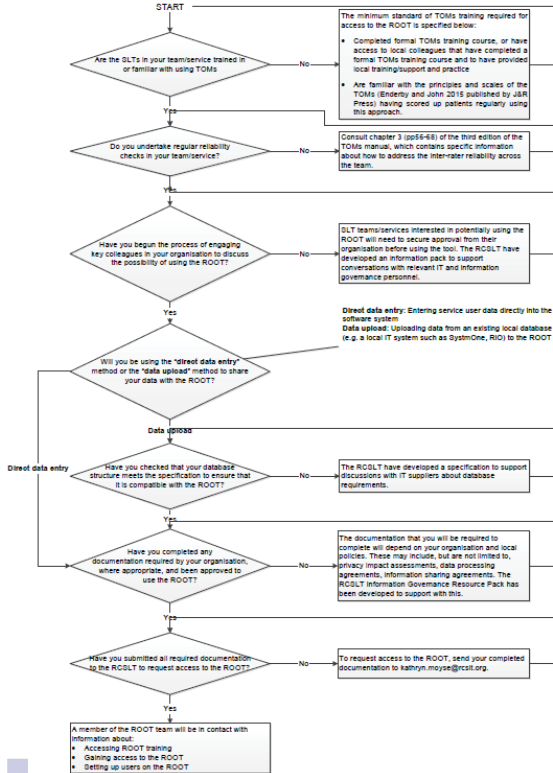 START
The minimum standard of TOMs training required for
access to the ROOT is specified below:
• Completed formal TOMs training course, or have
access to local colleagues that have completed a
formal TOMs training course and to have provided
local training/support and practice
• Are familiar with the principles and scales of the
TOMs (Enderby and John 2015 published by J&R
Press) having scored up patients regularly using
this approach.
Are the SLTs in your team/service trained in
or familiar with using TOMs
No
Yes
Do you undertake regular reliability
checks in your team/service?
No
Consult chapter 3 (pp56-68) of the third edition of the
TOMs manual, which contains specific information
about how to address the inter-rater reliability across
the team.
Yes
Have you begun the process of engaging
key colleagues in your organisation to discuss
the possibility of using the ROOT?
No
SLT teams/services interested in potentially using the
ROOT will need to secure approval from their
organisation before using the tool. The RCSLT have
developed an information pack to support
conversations with relevant IT and information
governance personnel.
Yes
Direct data entry: Entering service user data directly into the
software system
Data upload: Uploading data from an existing local database
(e.g. a local IT system such as SystmOne, RIO) to the ROOT
Will you be using the "direct data entry"
method or the "data upload" method to share
your data with the ROOT?
Data upload
Direct data entry
Have you checked that your database
structure meets the specification to ensure that
it is compatible with the ROOT?
No
The RCSLT have developed a specification to support
discussions with IT suppliers about database
requirements.
Yes
Have you completed any
documentation required by your organisation,
where appropriate, and been approved to
use the ROOT?
No
The documentation that you will be required to
complete will depend on your organisation and local
policies. These may include, but are not limited to,
privacy impact assessments, data processing
agreements, information sharing agreements. The
RCSLT Information Governance Resource Pack has
been developed to support with this.
Yes
Have you submitted all required documentation
to the RCSLT to request access to the ROOT?
No
To request access to the ROOT, send your completed
documentation to kathryn.moyse@rcslt.org.
Yes
A member of the ROOT team will be in contact with
information about:
• Accessing ROOT training
• Gaining access to the ROOT
• Setting up users on the ROOT